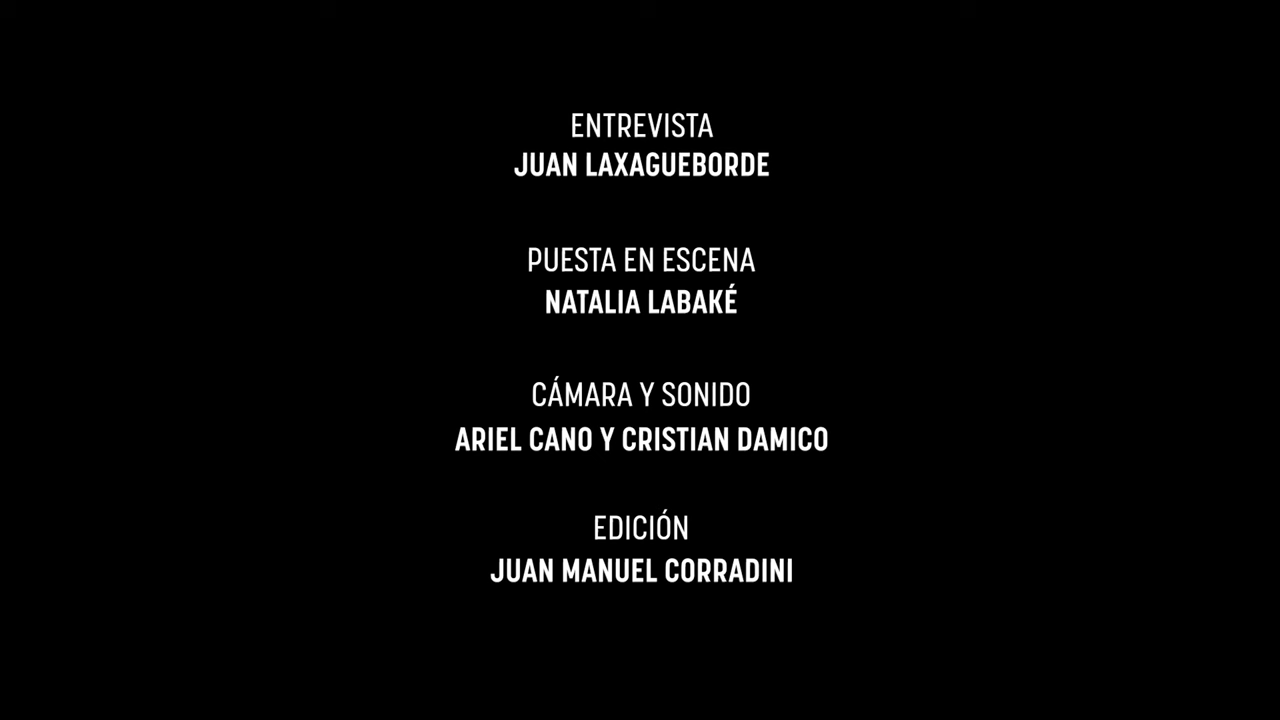 ENTREVISTA
JUAN LAXAGUEBORDE
PUESTA EN ESCENA
NATALIA LABAKÉ
CÁMARA Y SONIDO
ARIEL CANO Y CRISTIAN DAMICO
EDICIÓN
JUAN MANUEL CORRADINI